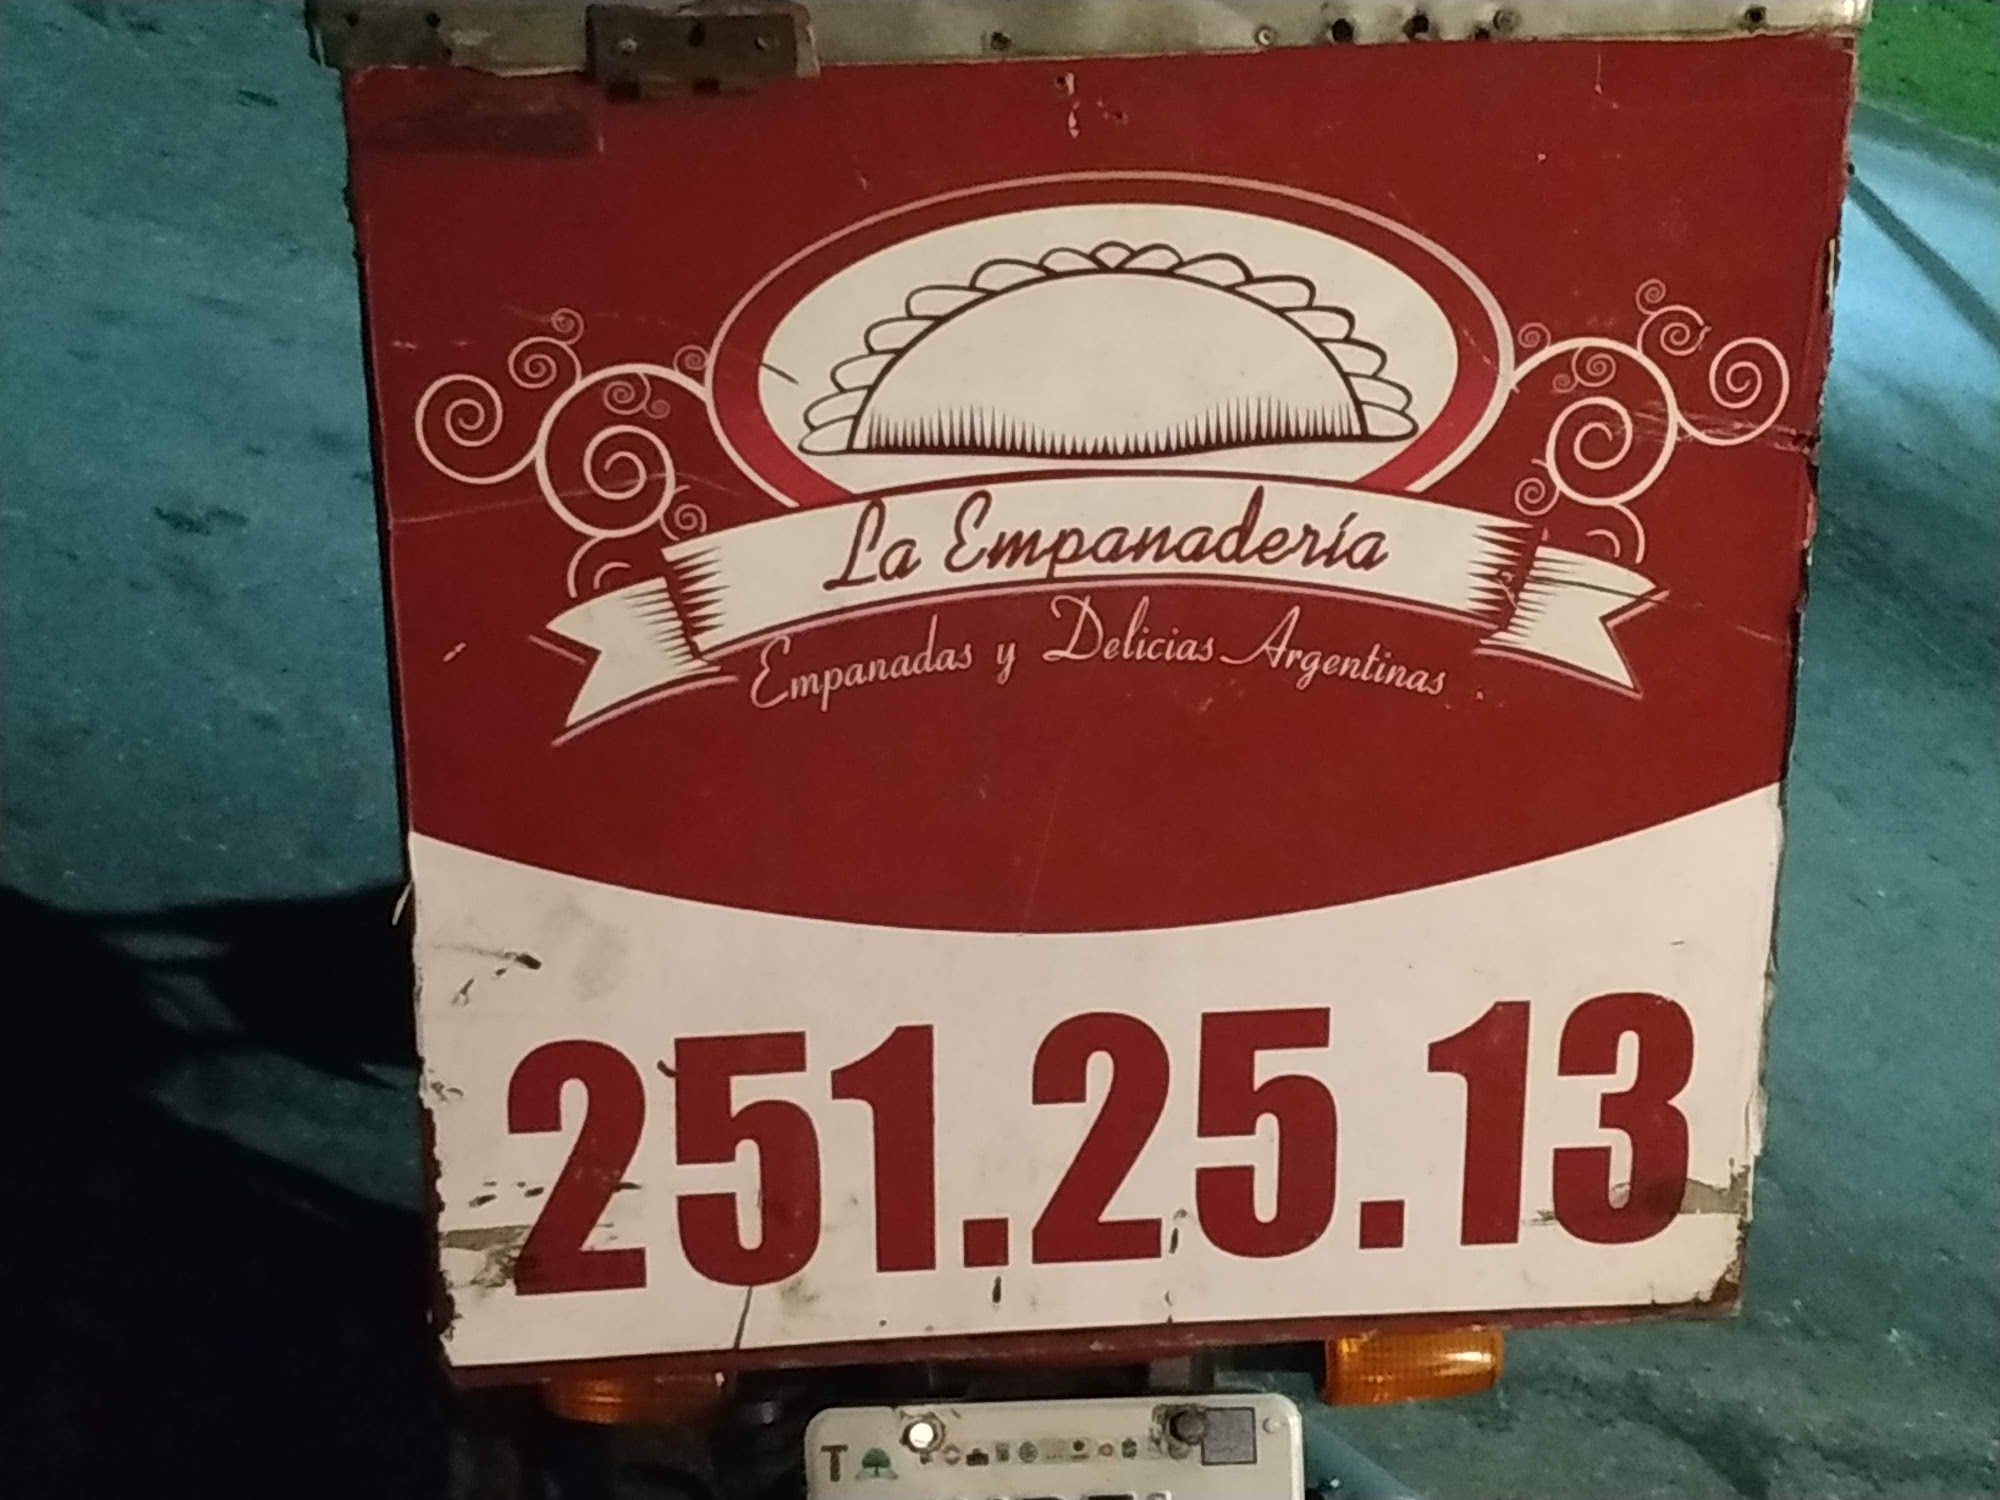 La Empanadería
Empanadas y Delicias Argentinas
251.25.13
T